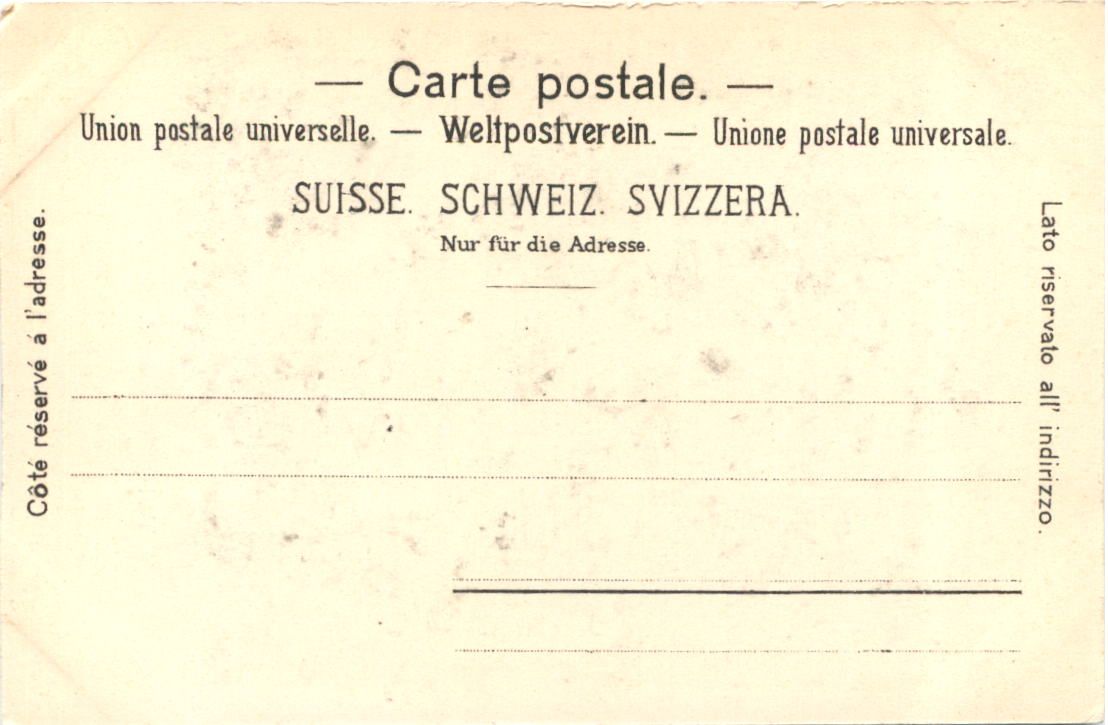 — Carte postale. —
Union postale universelle. — Weltpostverein. — Unione postale universale.
SUISSE. SCHWEIZ. SVIZZERA.
Nur für die Adresse.
Côté réservé á l'adresse.
Lato riservato all' indirizzo.